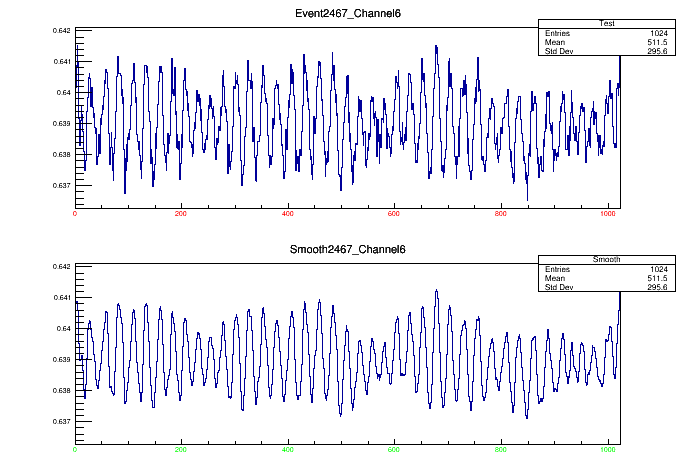 Event2467_Channel6
Test
Entries 1024
Mean 511.5
Std Dev 295.6
0.642
0.641
0.64
0.639
0.638
0.637
0 200 400 600 800 1000
Smooth2467_Channel6
Smooth
Entries 1024
Mean 511.5
Std Dev 295.6
0.642
0.641
0.64
0.639
0.638
0.637
0 200 400 600 800 1000